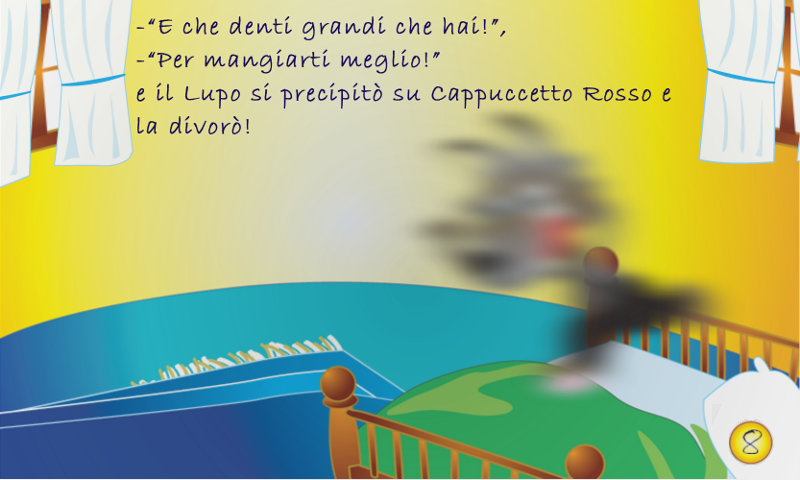 -“E che denti grandi che hai!”,
-“Per mangiarti meglio!”
e il Lupo si precipitò su Cappuccetto Rosso e
la divorò!
8